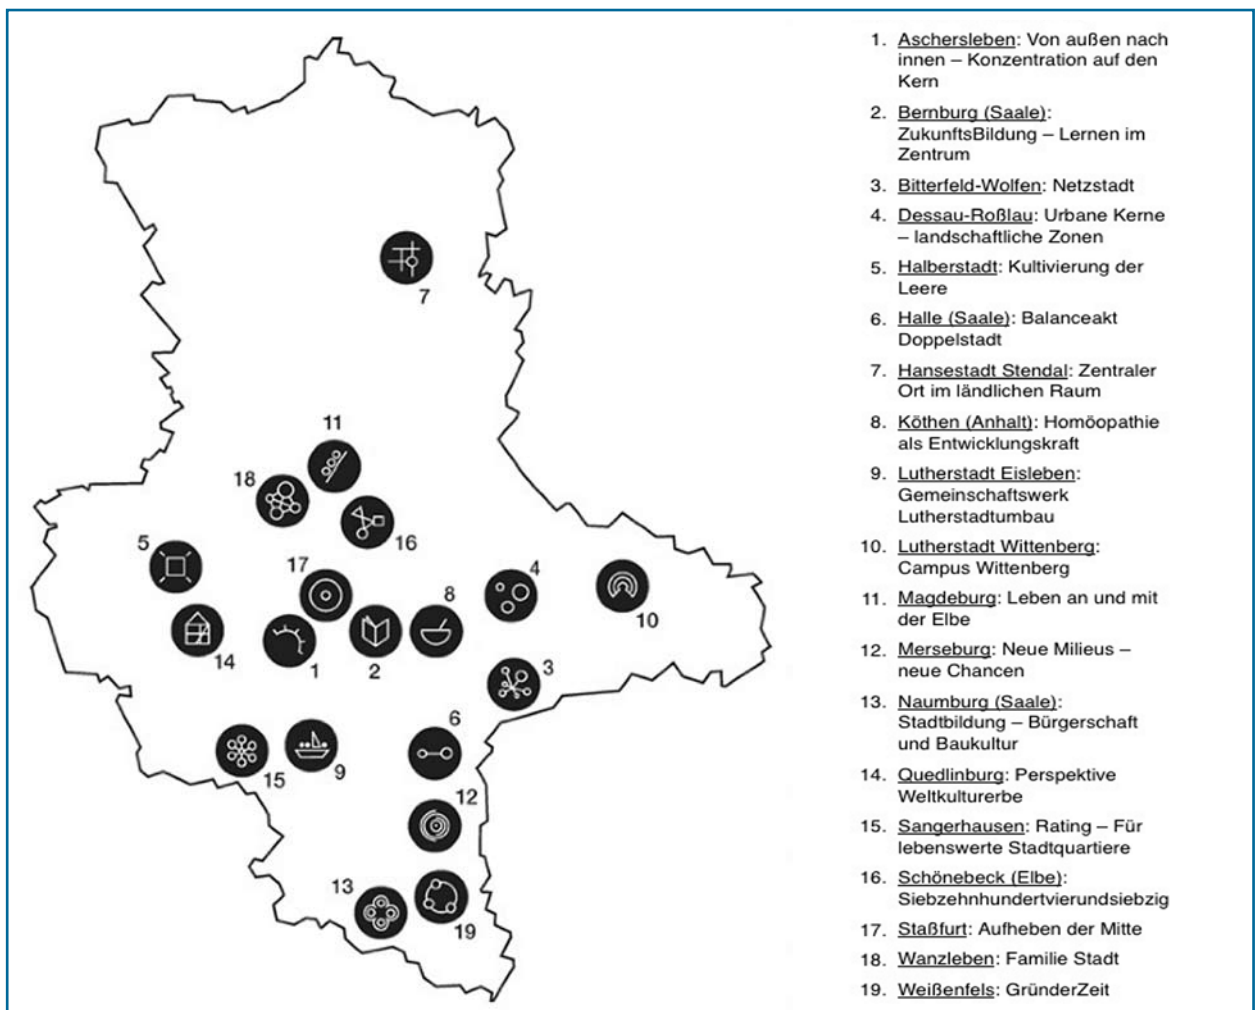 1. Aschersleben: Von außen nach
innen – Konzentration auf den
Kern
2. Bernburg (Saale):
ZukunftsBildung – Lernen im
Zentrum
3. Bitterfeld-Wolfen: Netzstadt
4. Dessau-Roßlau: Urbane Kerne
– landschaftliche Zonen
5. Halberstadt: Kultivierung der
Leere
6. Halle (Saale): Balanceakt
Doppelstadt
7. Hansestadt Stendal: Zentraler
Ort im ländlichen Raum
8. Köthen (Anhalt): Homöopathie
als Entwicklungskraft
9. Lutherstadt Eisleben:
Gemeinschaftswerk
Lutherstadtumbau
10. Lutherstadt Wittenberg:
Campus Wittenberg
11. Magdeburg: Leben an und mit
der Elbe
12. Merseburg: Neue Milieus –
neue Chancen
13. Naumburg (Saale):
Stadtbildung – Bürgerschaft
und Baukultur
14. Quedlinburg: Perspektive
Weltkulturerbe
15. Sangerhausen: Rating – Für
lebenswerte Stadtquartiere
16. Schönebeck (Elbe):
Siebzehnhundertvierundsiebzig
17. Staßfurt: Aufheben der Mitte
18. Wanzleben: Familie Stadt
19. Weißenfels: GründerZeit
7
11
18
16
5
17
4
8
10
14
1
2
3
6
15
9
12
13
19